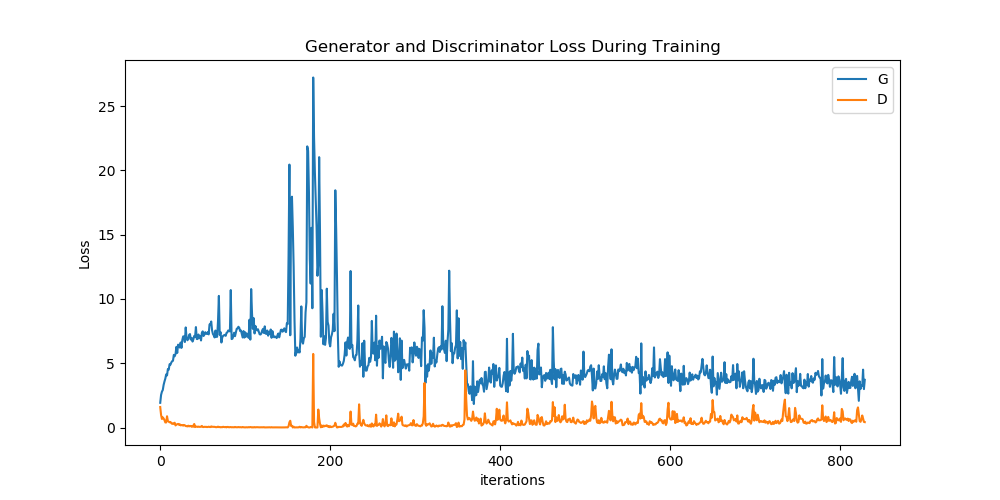 Generator and Discriminator Loss During Training
G
D
25
20
15
10
5
0
Loss
0 200 400 600 800
iterations